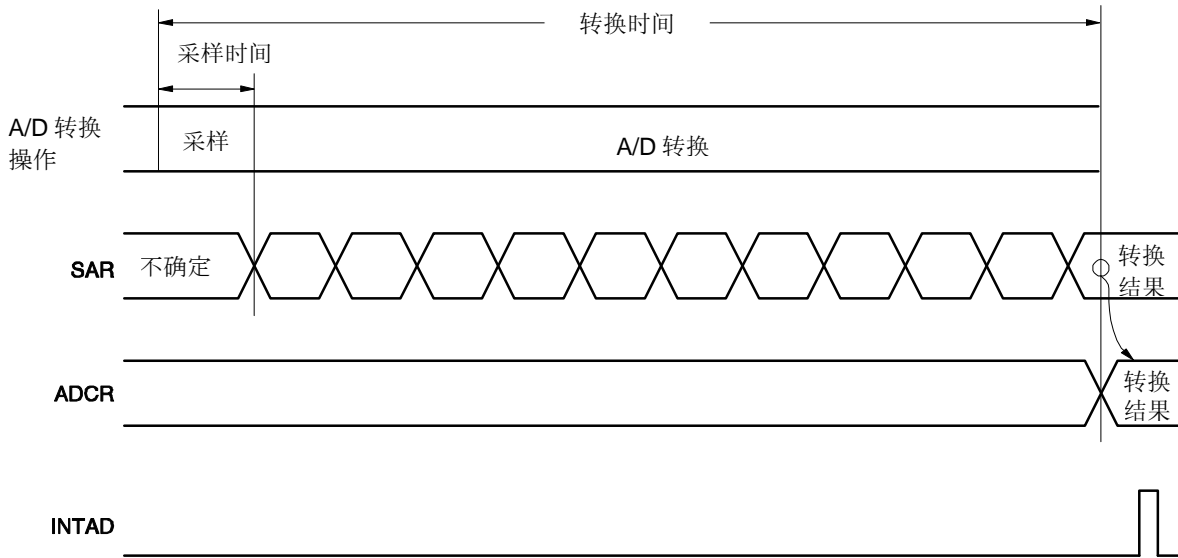 转换时间
采样时间
A/D 转换
操作
采样
A/D 转换
SAR
不确定
转换
结果
ADCR
转换
结果
INTAD